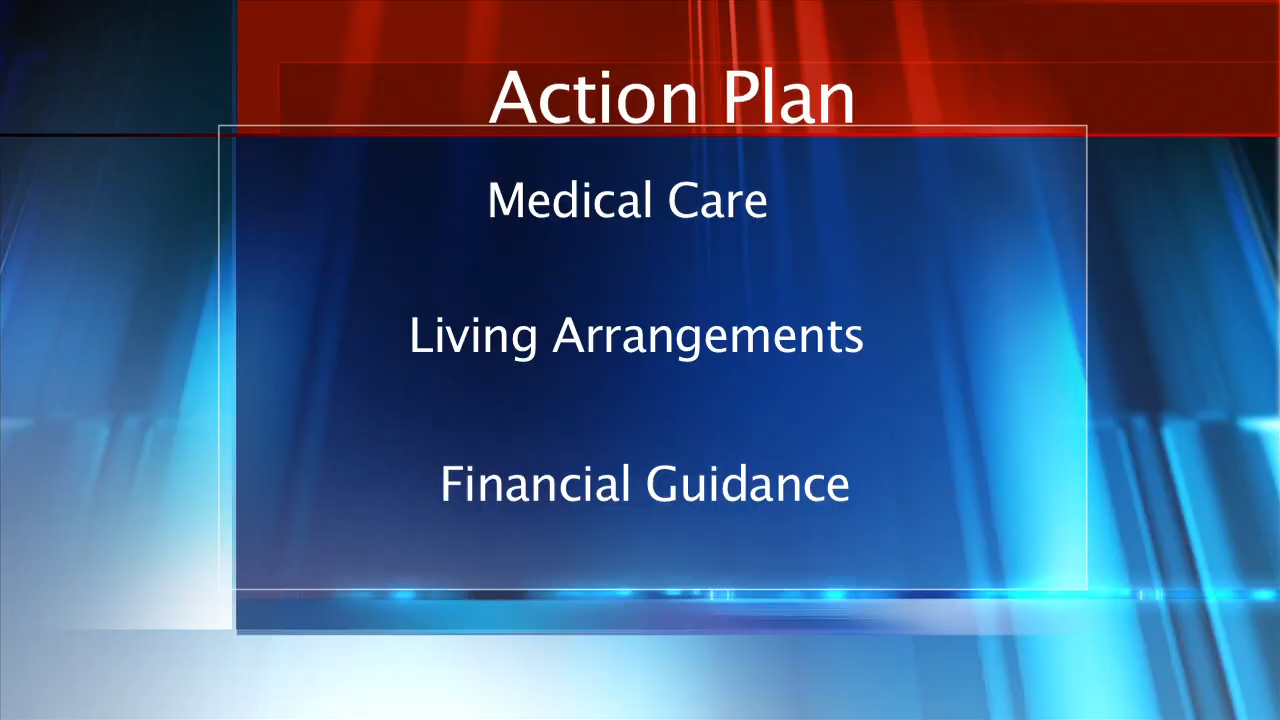 Action Plan
Medical Care
Living Arrangements
Financial Guidance